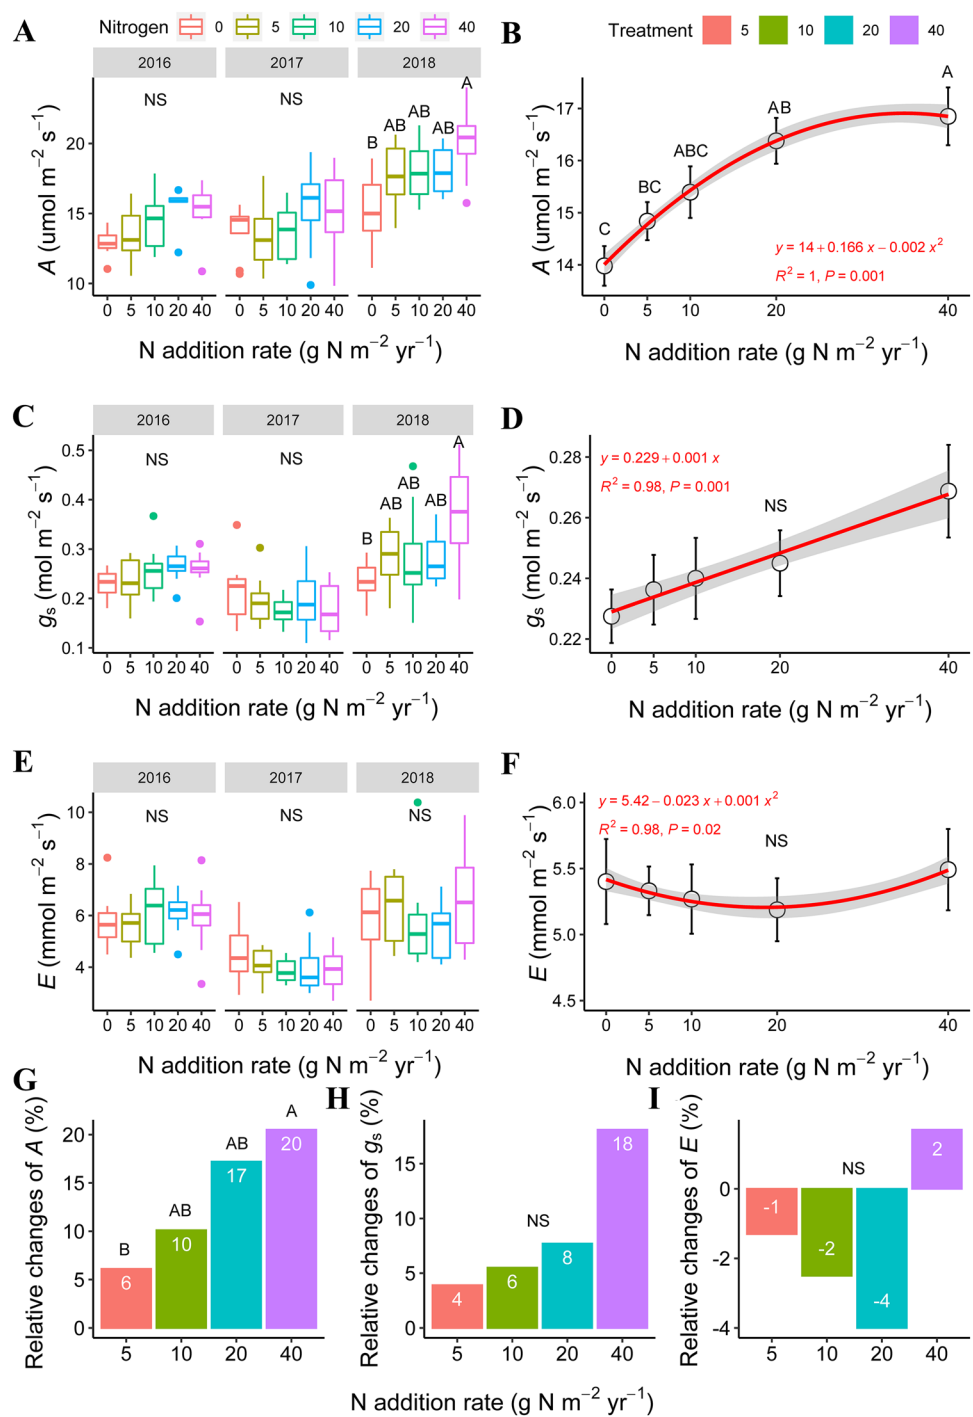 A
Nitrogen 0 5 10 20 40
2016 2017 2018
NS NS B AB AB AB A
A (umol m−2 s−1)
20
15
10
0 5 10 20 40 0 5 10 20 40 0 5 10 20 40
N addition rate (g N m−2 yr−1)
B
Treatment 5 10 20 40
A (umol m−2 s−1)
17
16
15
14
C BC ABC AB A
y = 14 + 0.166 x − 0.002 x2
R2 = 1, P = 0.001
0 5 10 20 40
N addition rate (g N m−2 yr−1)
C
2016 2017 2018
NS NS B AB AB AB A
gs (mol m−2 s−1)
0.5
0.4
0.3
0.2
0.1
0 5 10 20 40 0 5 10 20 40 0 5 10 20 40
N addition rate (g N m−2 yr−1)
D
gs (mol m−2 s−1)
0.28
0.26
0.24
0.22
y = 0.229 + 0.001 x
R2 = 0.98, P = 0.001
NS
0 5 10 20 40
N addition rate (g N m−2 yr−1)
E
2016 2017 2018
NS NS NS
E (mmol m−2 s−1)
10
8
6
4
0 5 10 20 40 0 5 10 20 40 0 5 10 20 40
N addition rate (g N m−2 yr−1)
F
E (mmol m−2 s−1)
6.0
5.5
5.0
4.5
y = 5.42 − 0.023 x + 0.001 x2
R2 = 0.98, P = 0.02
NS
0 5 10 20 40
N addition rate (g N m−2 yr−1)
G
Relative changes of A (%)
20
15
10
5
0
B AB AB A
6 10 17 20
5 10 20 40
H
Relative changes of gs (%)
15
10
5
0
NS
4 6 8 18
5 10 20 40
I
Relative changes of E (%)
0
-2
-4
NS
-1 -2 -4 2
5 10 20 40
N addition rate (g N m−2 yr−1)